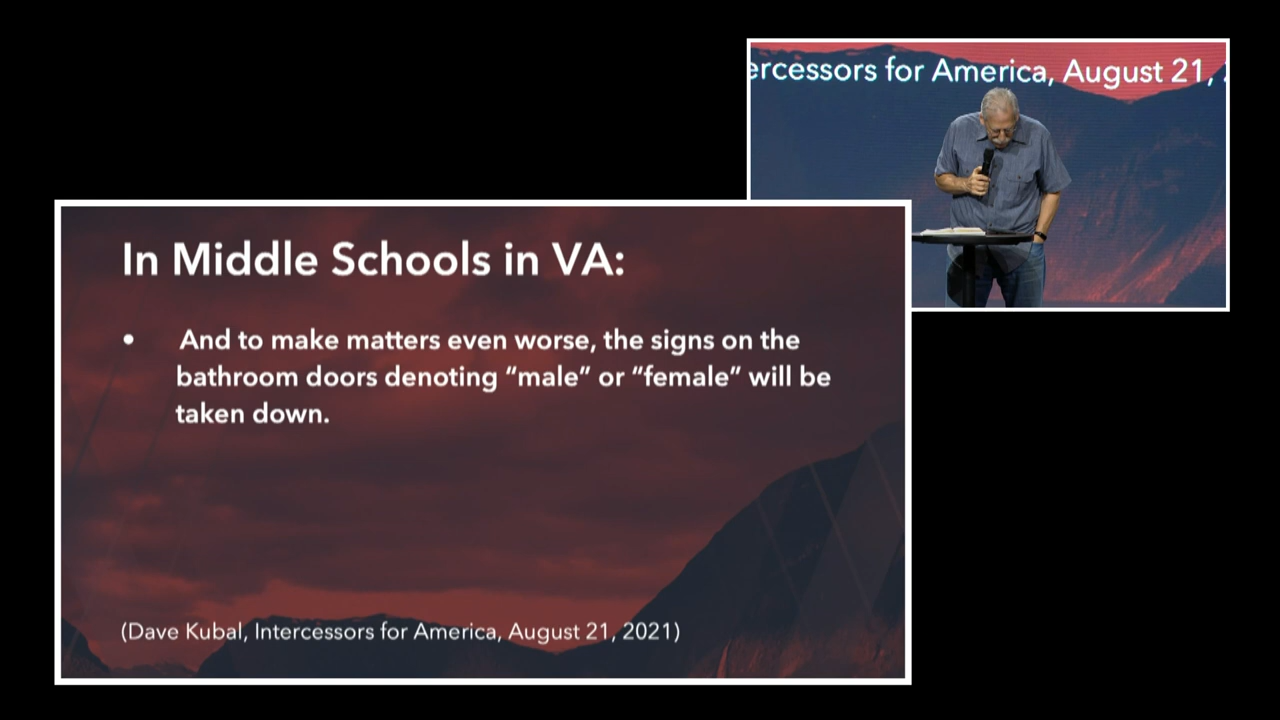 ercessors for America, August 21,
In Middle Schools in VA:
• And to make matters even worse, the signs on the
bathroom doors denoting “male” or “female” will be
taken down.
(Dave Kubal, Intercessors for America, August 21, 2021)